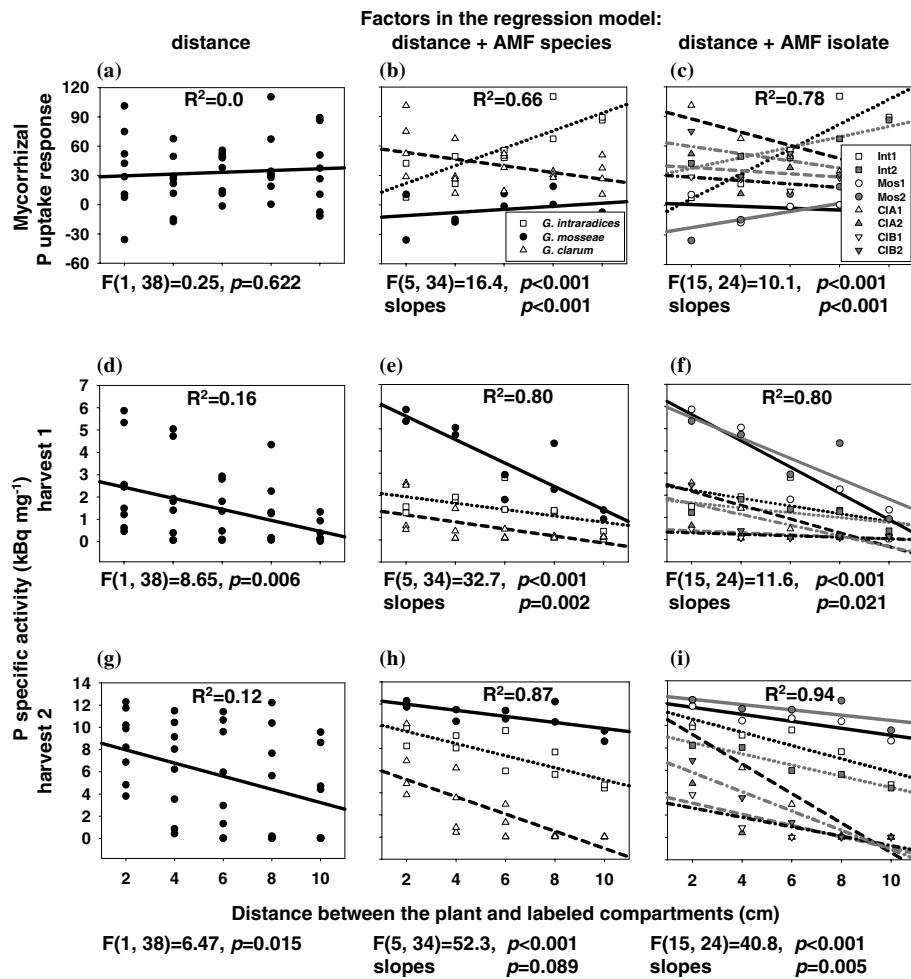 Factors in the regression model:
distance
distance + AMF species
distance + AMF isolate
Mycorrhizal
P uptake response
(a)
R²=0.0
120
90
60
30
0
-30
-60
F(1, 38)=0.25, p=0.622
(b)
R²=0.66
G. intraradices
G. mosseae
G. clarum
F(5, 34)=16.4, p<0.001
slopes p<0.001
(c)
R²=0.78
Int1
Int2
Mos1
Mos2
ClA1
ClA2
ClB1
ClB2
F(15, 24)=10.1, p<0.001
slopes p<0.001
P specific activity (kBq mg⁻¹)
harvest 1
(d)
R²=0.16
7
6
5
4
3
2
1
0
F(1, 38)=8.65, p=0.006
(e)
R²=0.80
F(5, 34)=32.7, p<0.001
slopes p=0.002
(f)
R²=0.80
F(15, 24)=11.6, p<0.001
slopes p=0.021
harvest 2
(g)
R²=0.12
14
12
10
8
6
4
2
0
2 4 6 8 10
(h)
R²=0.87
2 4 6 8 10
(i)
R²=0.94
2 4 6 8 10
Distance between the plant and labeled compartments (cm)
F(1, 38)=6.47, p=0.015
F(5, 34)=52.3, p<0.001
slopes p=0.089
F(15, 24)=40.8, p<0.001
slopes p=0.005